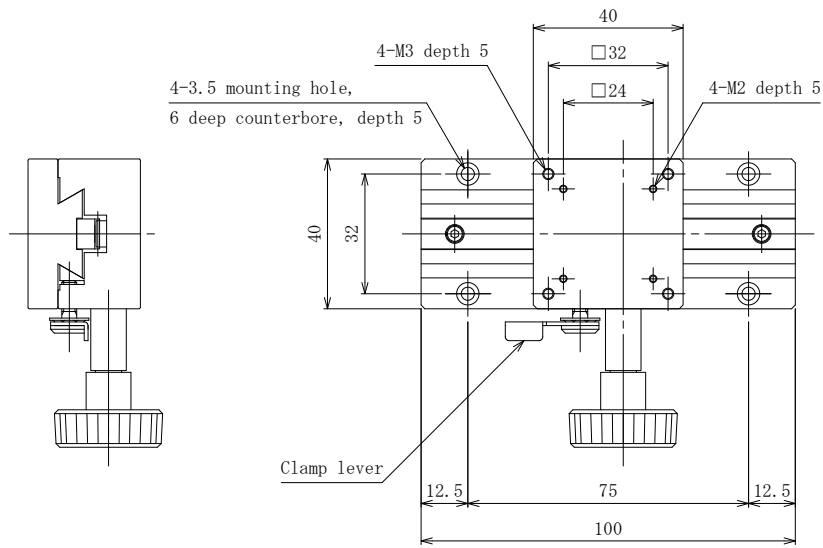 40
4-M3 depth 5
□32
4-3.5 mounting hole,
6 deep counterbore, depth 5
□24
4-M2 depth 5
40
32
Clamp lever
12.5
75
12.5
100